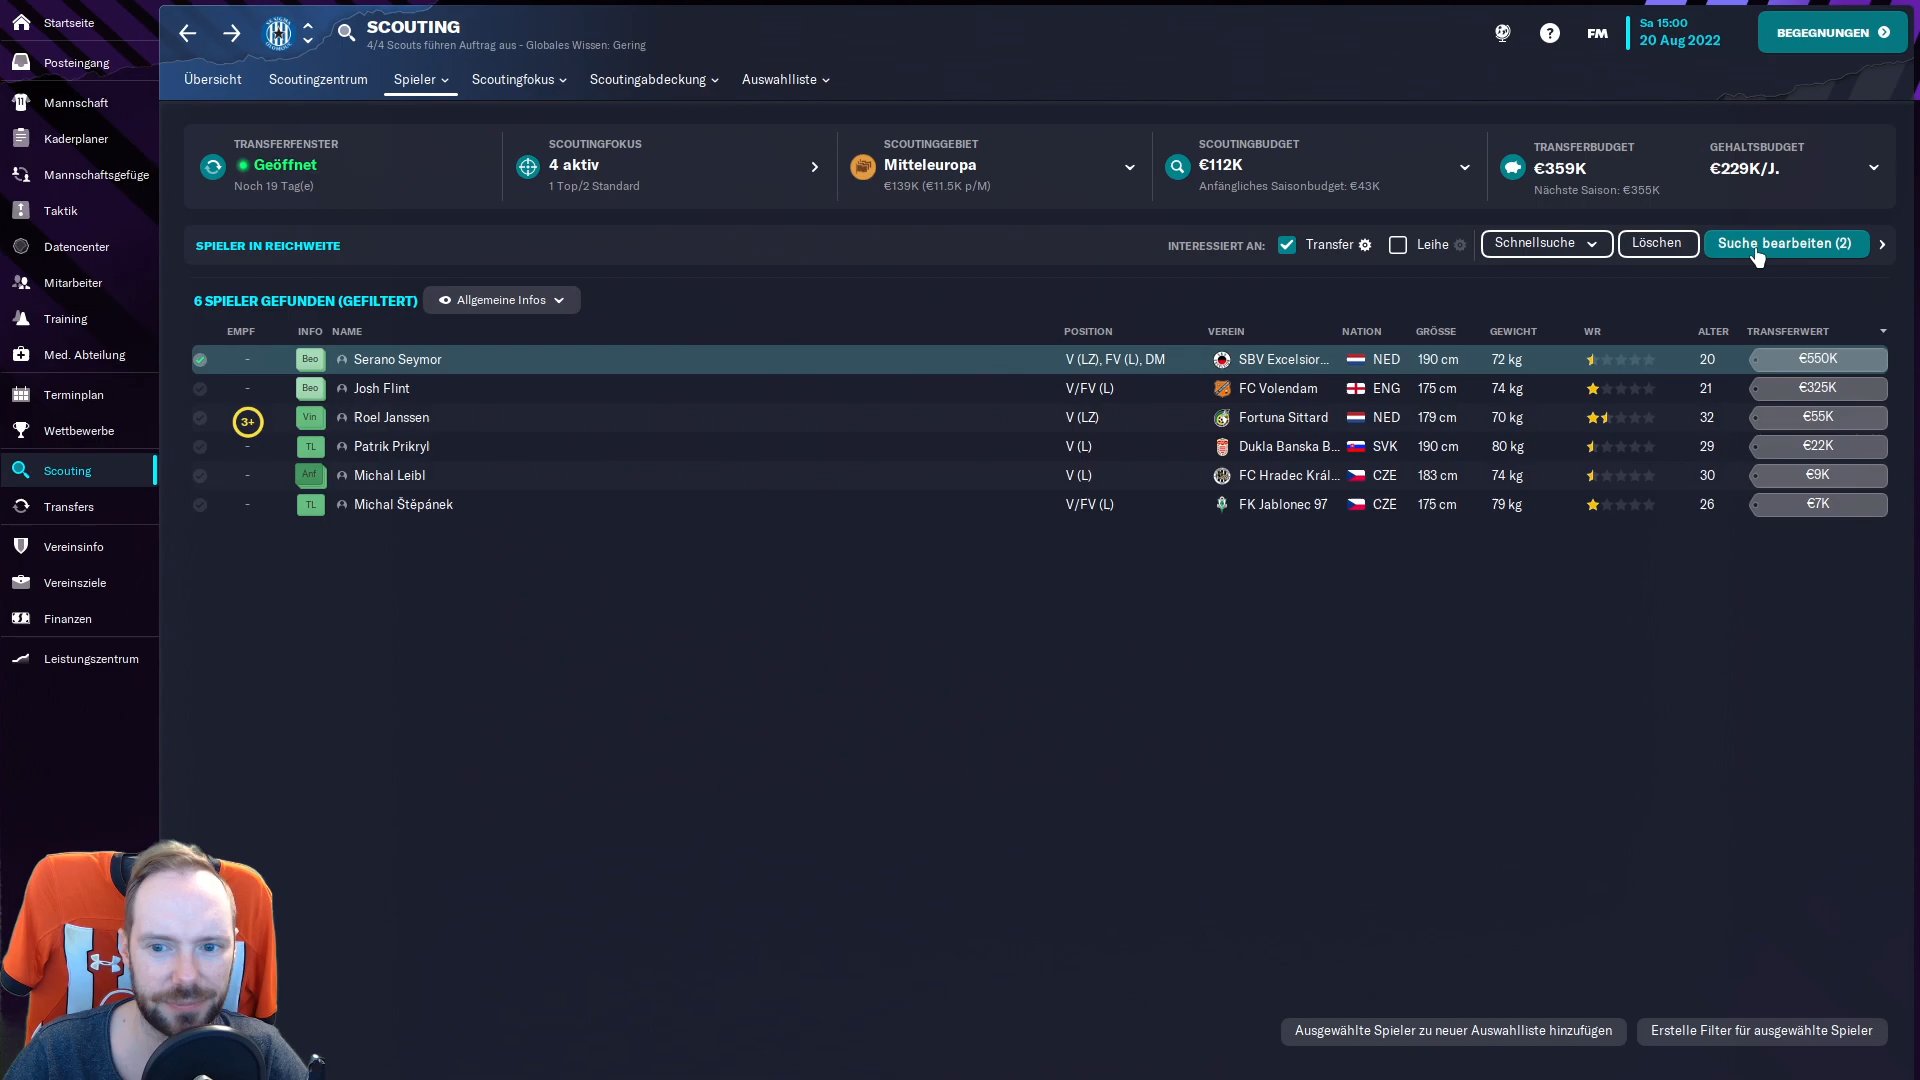 Startseite
Posteingang
Mannschaft
Kaderplaner
Mannschaftsgefüge
Taktik
Datencenter
Mitarbeiter
Training
Med. Abteilung
Terminplan
Wettbewerbe
Scouting
Transfers
Vereinsinfo
Vereinsziele
Finanzen
Leistungszentrum
SCOUTING
4/4 Scouts führen Auftrag aus - Globales Wissen: Gering
FM
Sa 15:00
20 Aug 2022
BEGEGNUNGEN
Übersicht Scoutingzentrum Spieler Scoutingfokus Scoutingabdeckung Auswahlliste
TRANSFERFENSTER
Geöffnet
Noch 19 Tag(e)
SCOUTINGFOKUS
4 aktiv
1 Top/2 Standard
SCOUTINGGEBIET
Mitteleuropa
€139K (€11.5K p/M)
SCOUTINGBUDGET
€112K
Anfängliches Saisonbudget: €43K
TRANSFERBUDGET
€359K
Nächste Saison: €355K
GEHALTSBUDGET
€229K/J.
SPIELER IN REICHWEITE
INTERESSIERT AN: Transfer Leihe Schnellsuche Löschen Suche bearbeiten (2)
6 SPIELER GEFUNDEN (GEFILTERT) Allgemeine Infos
EMPF INFO NAME POSITION VEREIN NATION GRÖSSE GEWICHT WR ALTER TRANSFERWERT
- Beo Serano Seymor V (LZ), FV (L), DM SBV Excelsior... NED 190 cm 72 kg 20 €550K
- Beo Josh Flint V/FV (L) FC Volendam ENG 175 cm 74 kg 21 €325K
3+ Vin Roel Janssen V (LZ) Fortuna Sittard NED 179 cm 70 kg 32 €55K
- TL Patrik Prikryl V (L) Dukla Banska B... SVK 190 cm 80 kg 29 €22K
- Anf Michal Leibl V (L) FC Hradec Král... CZE 183 cm 74 kg 30 €9K
- TL Michal Štěpánek V/FV (L) FK Jablonec 97 CZE 175 cm 79 kg 26 €7K
Ausgewählte Spieler zu neuer Auswahlliste hinzufügen Erstelle Filter für ausgewählte Spieler